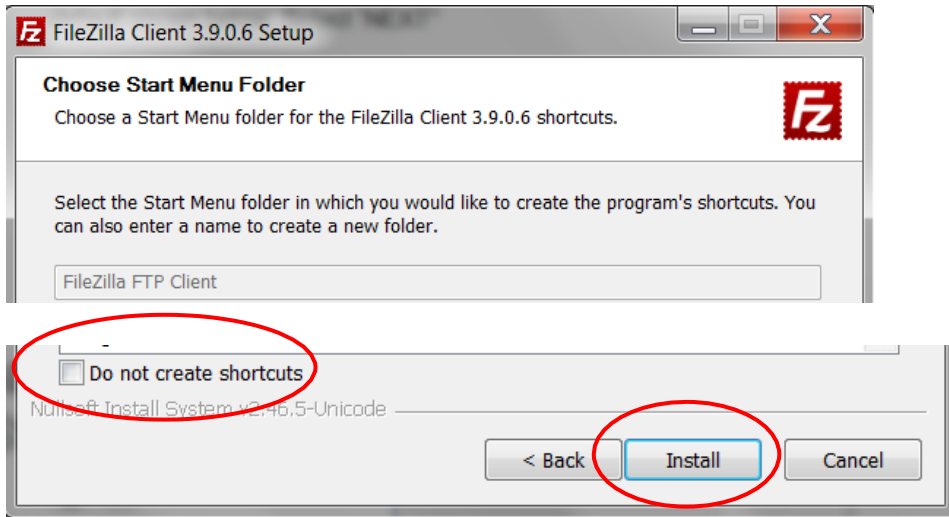 FZ FileZilla Client 3.9.0.6 Setup
Choose Start Menu Folder
Choose a Start Menu folder for the FileZilla Client 3.9.0.6 shortcuts.
FZ
Select the Start Menu folder in which you would like to create the program's shortcuts. You
can also enter a name to create a new folder.
FileZilla FTP Client
Do not create shortcuts
Nullsoft Install System v2.46.5-Unicode
< Back Install Cancel